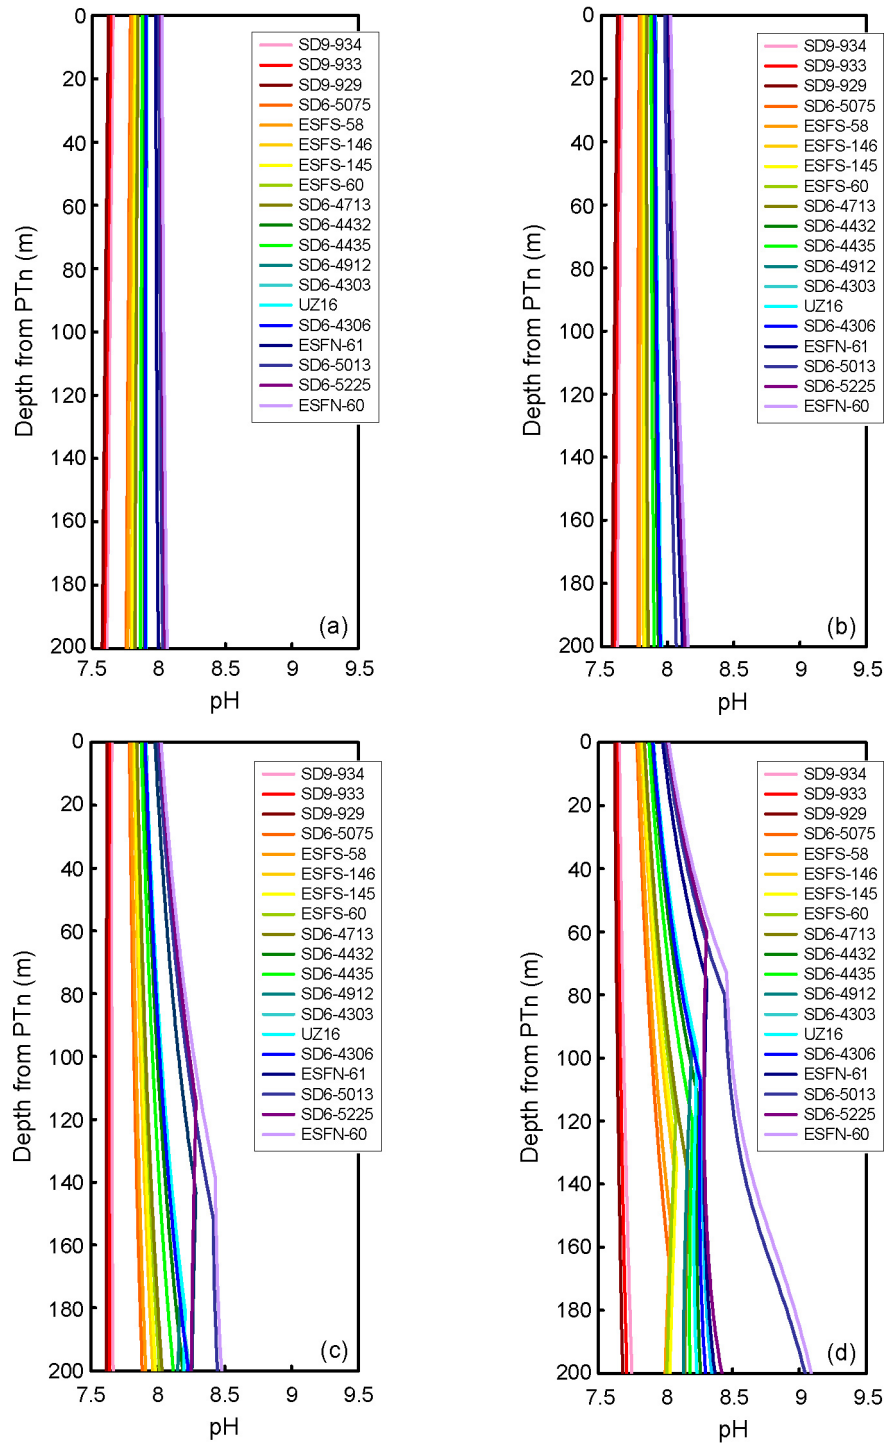 0
20
40
60
80
100
120
140
160
180
200
Depth from PTn (m)
SD9-934
SD9-933
SD9-929
SD6-5075
ESFS-58
ESFS-146
ESFS-145
ESFS-60
SD6-4713
SD6-4432
SD6-4435
SD6-4912
SD6-4303
UZ16
SD6-4306
ESFN-61
SD6-5013
SD6-5225
ESFN-60
(a)
7.5 8 8.5 9 9.5
pH
0
20
40
60
80
100
120
140
160
180
200
Depth from PTn (m)
SD9-934
SD9-933
SD9-929
SD6-5075
ESFS-58
ESFS-146
ESFS-145
ESFS-60
SD6-4713
SD6-4432
SD6-4435
SD6-4912
SD6-4303
UZ16
SD6-4306
ESFN-61
SD6-5013
SD6-5225
ESFN-60
(b)
7.5 8 8.5 9 9.5
pH
0
20
40
60
80
100
120
140
160
180
200
Depth from PTn (m)
SD9-934
SD9-933
SD9-929
SD6-5075
ESFS-58
ESFS-146
ESFS-145
ESFS-60
SD6-4713
SD6-4432
SD6-4435
SD6-4912
SD6-4303
UZ16
SD6-4306
ESFN-61
SD6-5013
SD6-5225
ESFN-60
(c)
7.5 8 8.5 9 9.5
pH
0
20
40
60
80
100
120
140
160
180
200
Depth from PTn (m)
SD9-934
SD9-933
SD9-929
SD6-5075
ESFS-58
ESFS-146
ESFS-145
ESFS-60
SD6-4713
SD6-4432
SD6-4435
SD6-4912
SD6-4303
UZ16
SD6-4306
ESFN-61
SD6-5013
SD6-5225
ESFN-60
(d)
7.5 8 8.5 9 9.5
pH